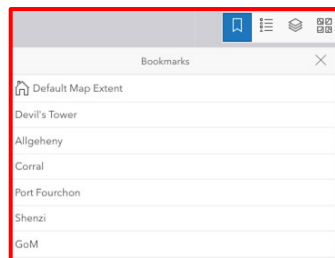 Bookmarks
Default Map Extent
Devil's Tower
Allgeheny
Corral
Port Fourchon
Shenzi
GoM